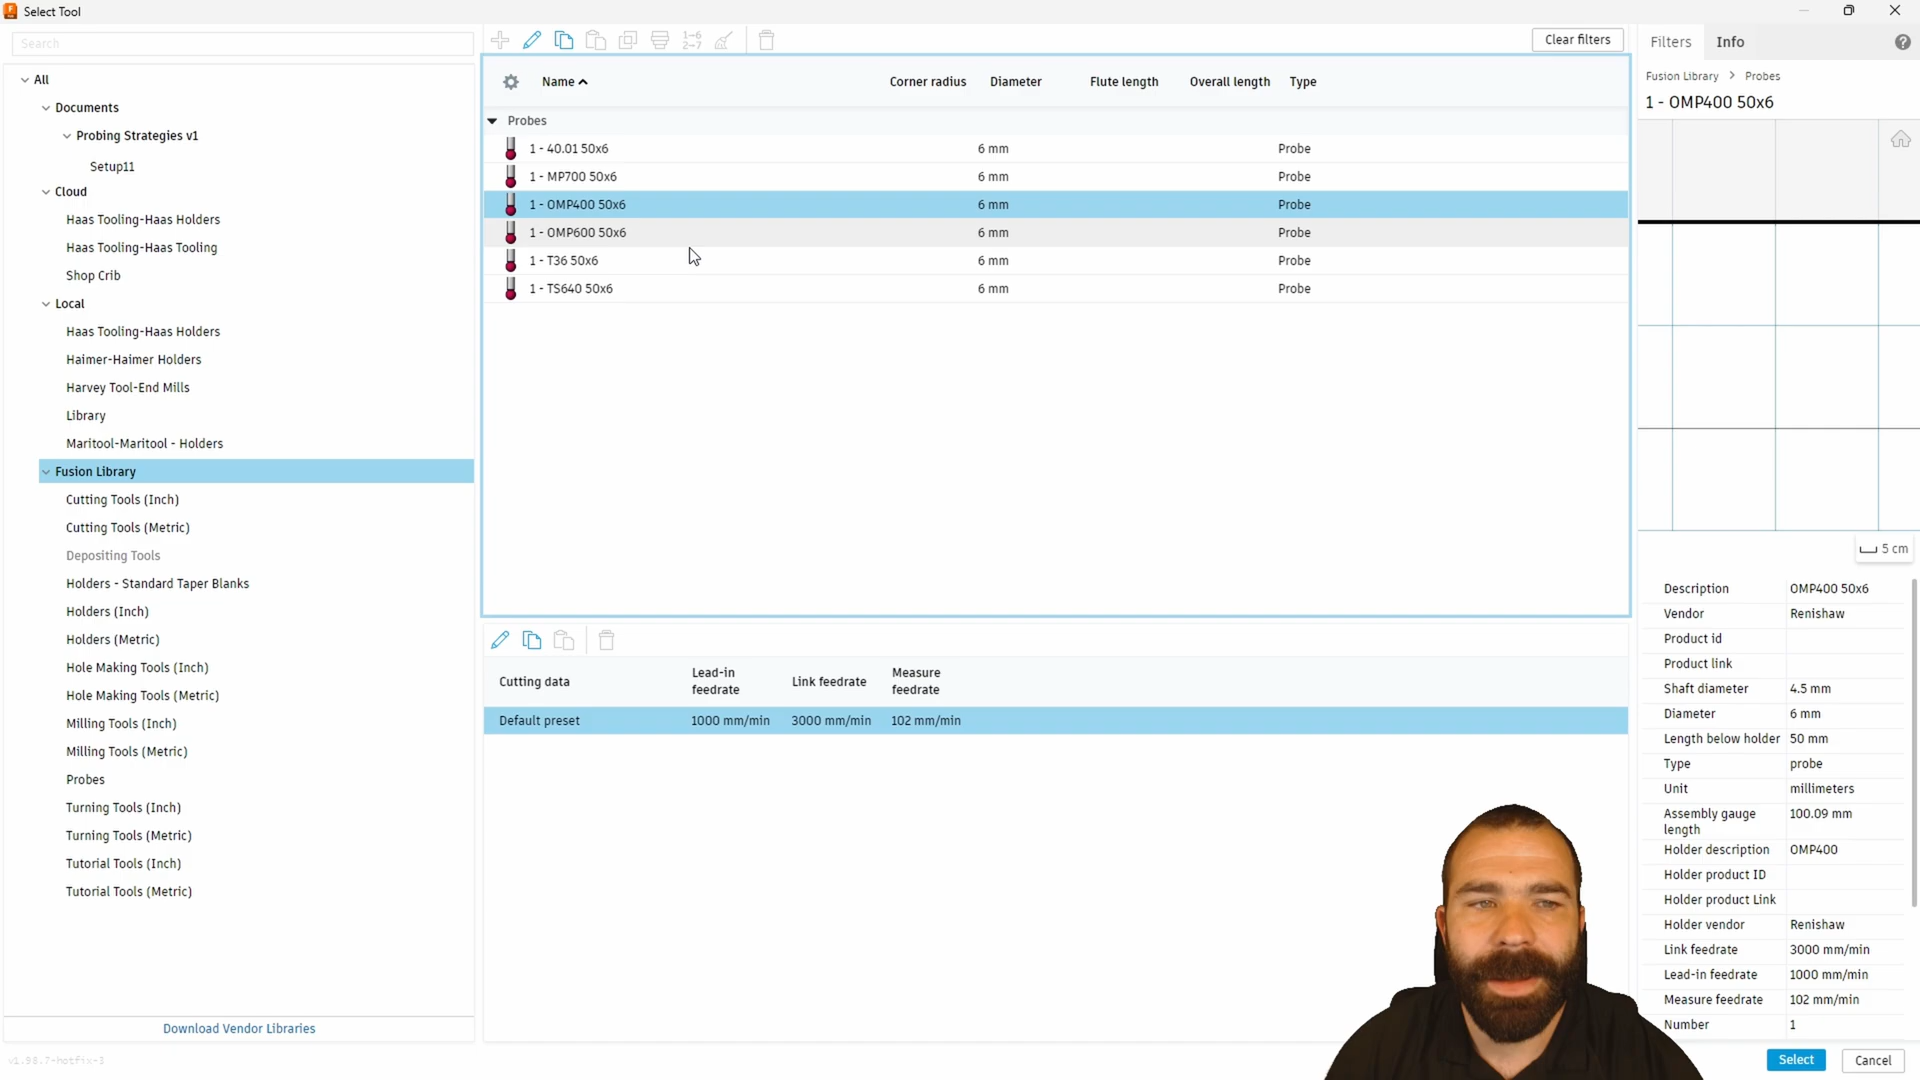 Select Tool
Search
All
Documents
Probing Strategies v1
Setup11
Cloud
Haas Tooling-Haas Holders
Haas Tooling-Haas Tooling
Shop Crib
Local
Haas Tooling-Haas Holders
Haimer-Haimer Holders
Harvey Tool-End Mills
Library
Maritool-Maritool - Holders
Fusion Library
Cutting Tools (Inch)
Cutting Tools (Metric)
Depositing Tools
Holders - Standard Taper Blanks
Holders (Inch)
Holders (Metric)
Hole Making Tools (Inch)
Hole Making Tools (Metric)
Milling Tools (Inch)
Milling Tools (Metric)
Probes
Turning Tools (Inch)
Turning Tools (Metric)
Tutorial Tools (Inch)
Tutorial Tools (Metric)
Download Vendor Libraries
v1.98.7-hotfix-3
1→6
2→7
Clear filters
Name Corner radius Diameter Flute length Overall length Type
Probes
1 - 40.01 50x6 6 mm Probe
1 - MP700 50x6 6 mm Probe
1 - OMP400 50x6 6 mm Probe
1 - OMP600 50x6 6 mm Probe
1 - T36 50x6 6 mm Probe
1 - TS640 50x6 6 mm Probe
Cutting data Lead-in feedrate Link feedrate Measure feedrate
Default preset 1000 mm/min 3000 mm/min 102 mm/min
Filters Info
Fusion Library > Probes
1 - OMP400 50x6
5 cm
Description OMP400 50x6
Vendor Renishaw
Product id
Product link
Shaft diameter 4.5 mm
Diameter 6 mm
Length below holder 50 mm
Type probe
Unit millimeters
Assembly gauge length 100.09 mm
Holder description OMP400
Holder product ID
Holder product Link
Holder vendor Renishaw
Link feedrate 3000 mm/min
Lead-in feedrate 1000 mm/min
Measure feedrate 102 mm/min
Number 1
Select Cancel